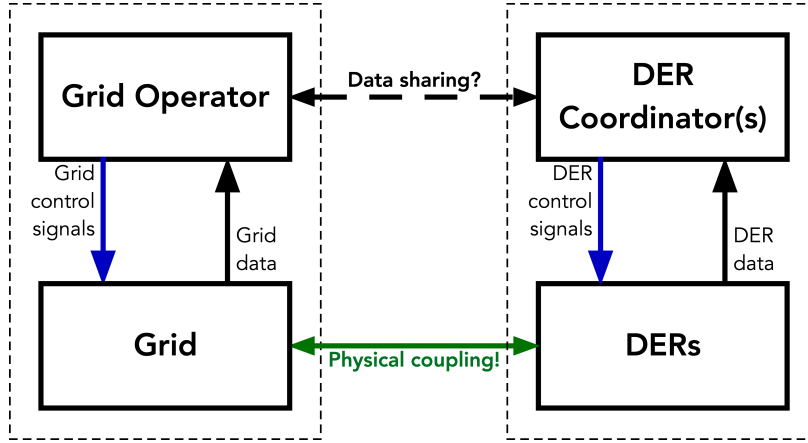 Grid Operator
Data sharing?
DER
Coordinator(s)
Grid
control
signals
Grid
data
DER
control
signals
DER
data
Grid
Physical coupling!
DERs